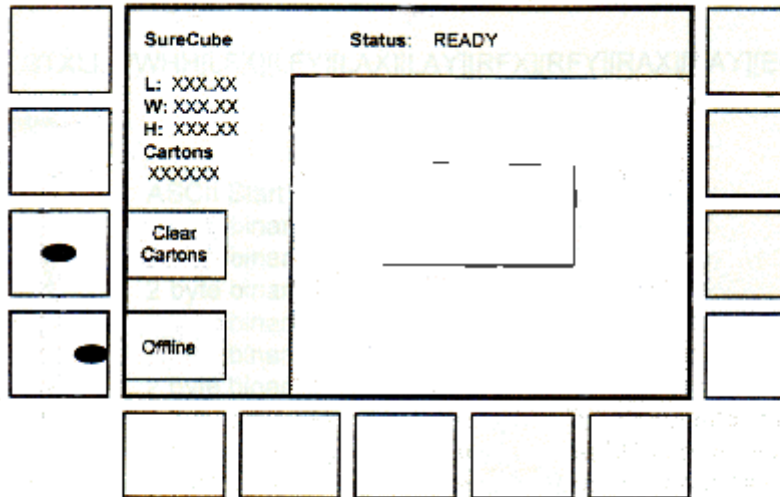 SureCube Status: READY
L: XXX.XX
W: XXX.XX
H: XXX.XX
Cartons
XXXXXX
Clear
Cartons
Offline